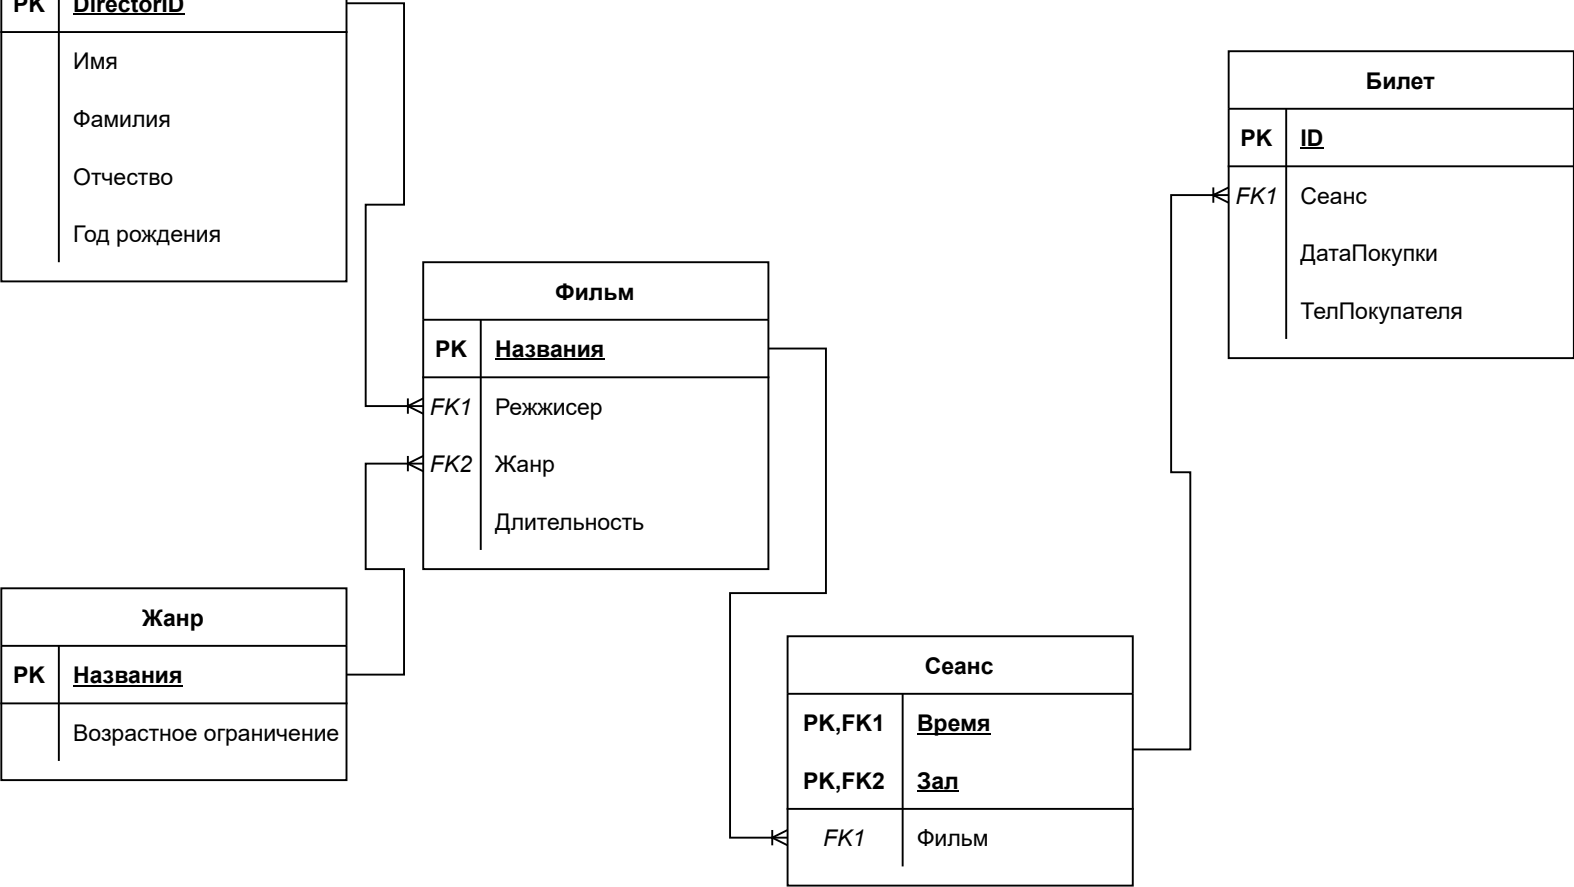 PK DirectorID
Имя
Фамилия
Отчество
Год рождения
Фильм
PK Названия
FK1 Режжисер
FK2 Жанр
Длительность
Жанр
PK Названия
Возрастное ограничение
Сеанс
PK,FK1 Время
PK,FK2 Зал
FK1 Фильм
Билет
PK ID
FK1 Сеанс
ДатаПокупки
ТелПокупателя